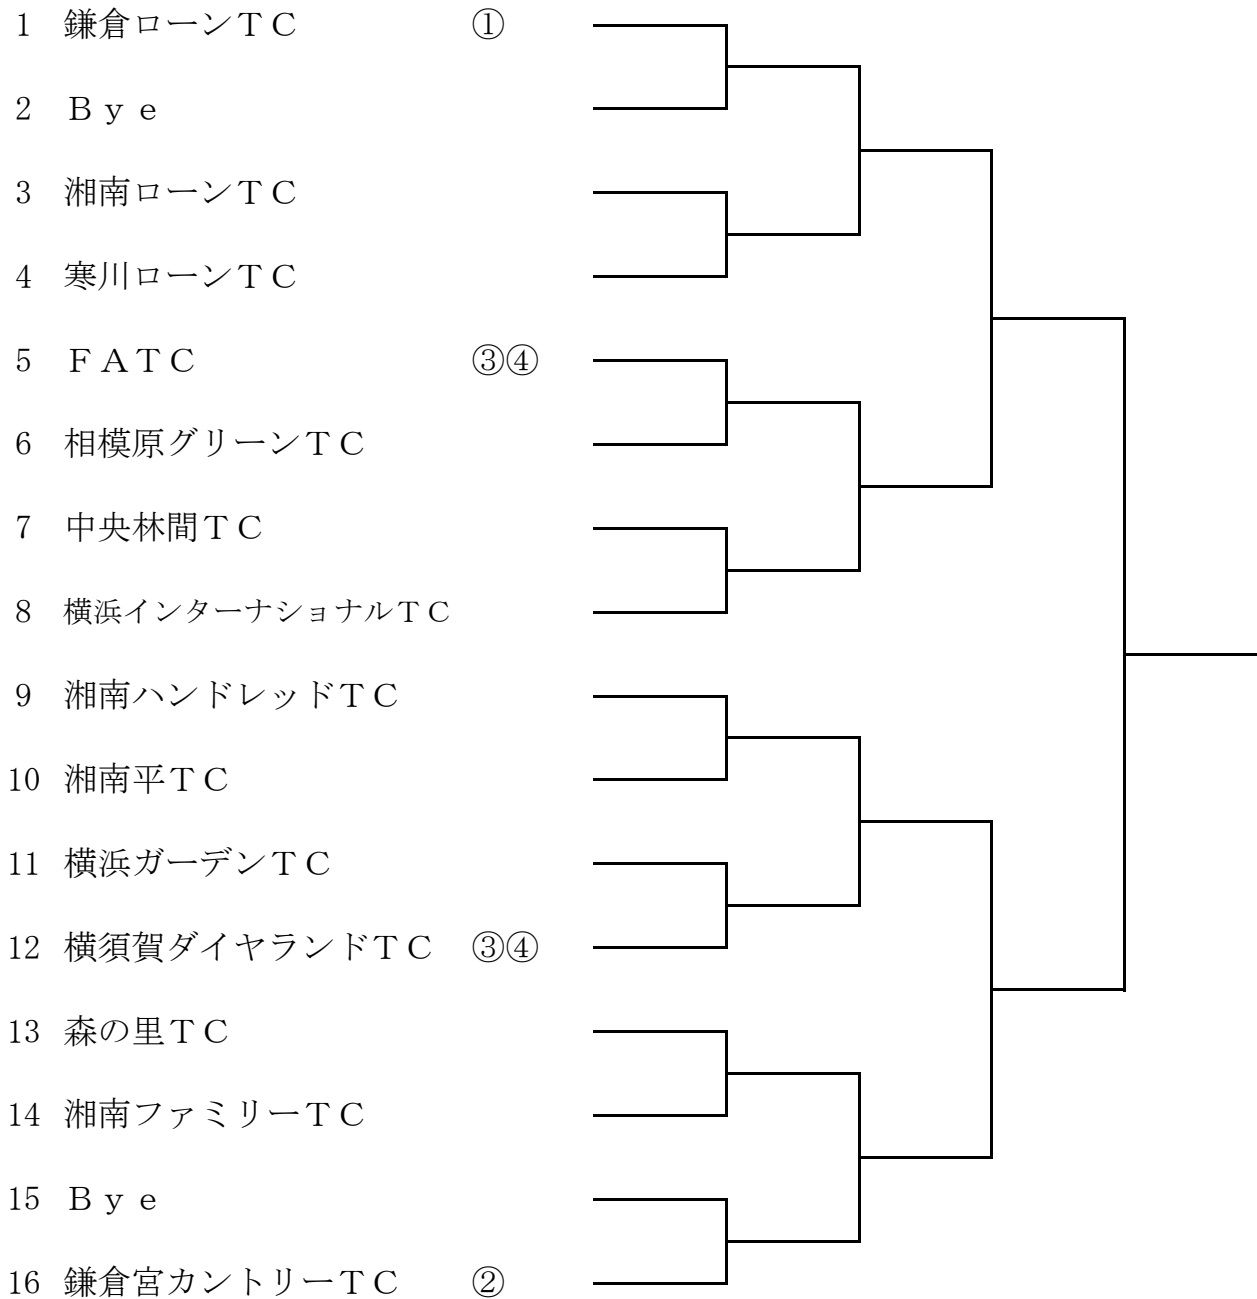 1 鎌倉ローンＴＣ ①
2 Ｂｙｅ
3 湘南ローンＴＣ
4 寒川ローンＴＣ
5 ＦＡＴＣ ③④
6 相模原グリーンＴＣ
7 中央林間ＴＣ
8 横浜インターナショナルＴＣ
9 湘南ハンドレッドＴＣ
10 湘南平ＴＣ
11 横浜ガーデンＴＣ
12 横須賀ダイヤランドＴＣ ③④
13 森の里ＴＣ
14 湘南ファミリーＴＣ
15 Ｂｙｅ
16 鎌倉宮カントリーＴＣ ②